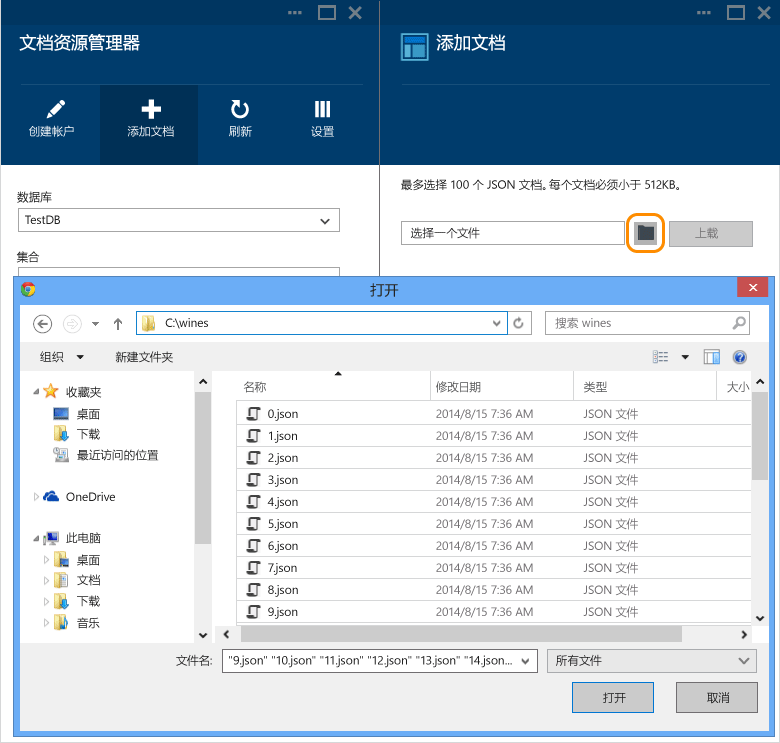 文档资源管理器
添加文档
创建帐户
添加文档
刷新
设置
最多选择 100 个 JSON 文档。每个文档必须小于 512KB。
数据库
TestDB
选择一个文件
上载
集合
打开
C:\wines
搜索 wines
组织
新建文件夹
名称
修改日期
类型
大小
收藏夹
桌面
下载
最近访问的位置
OneDrive
此电脑
桌面
文档
下载
音乐
0.json 2014/8/15 7:36 AM JSON 文件
1.json 2014/8/15 7:36 AM JSON 文件
2.json 2014/8/15 7:36 AM JSON 文件
3.json 2014/8/15 7:36 AM JSON 文件
4.json 2014/8/15 7:36 AM JSON 文件
5.json 2014/8/15 7:36 AM JSON 文件
6.json 2014/8/15 7:36 AM JSON 文件
7.json 2014/8/15 7:36 AM JSON 文件
8.json 2014/8/15 7:36 AM JSON 文件
9.json 2014/8/15 7:36 AM JSON 文件
文件名: "9.json" "10.json" "11.json" "12.json" "13.json" "14.json...
所有文件
打开
取消